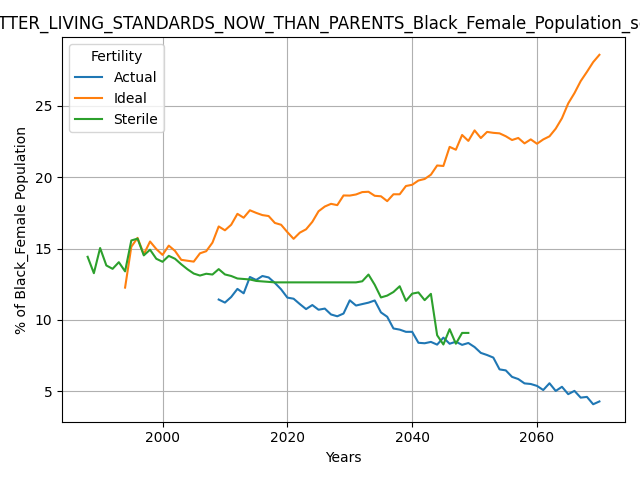 TTER_LIVING_STANDARDS_NOW_THAN_PARENTS_Black_Female_Population_s
Fertility
Actual
Ideal
Sterile
% of Black_Female Population
25
20
15
10
5
2000
2020
2040
2060
Years